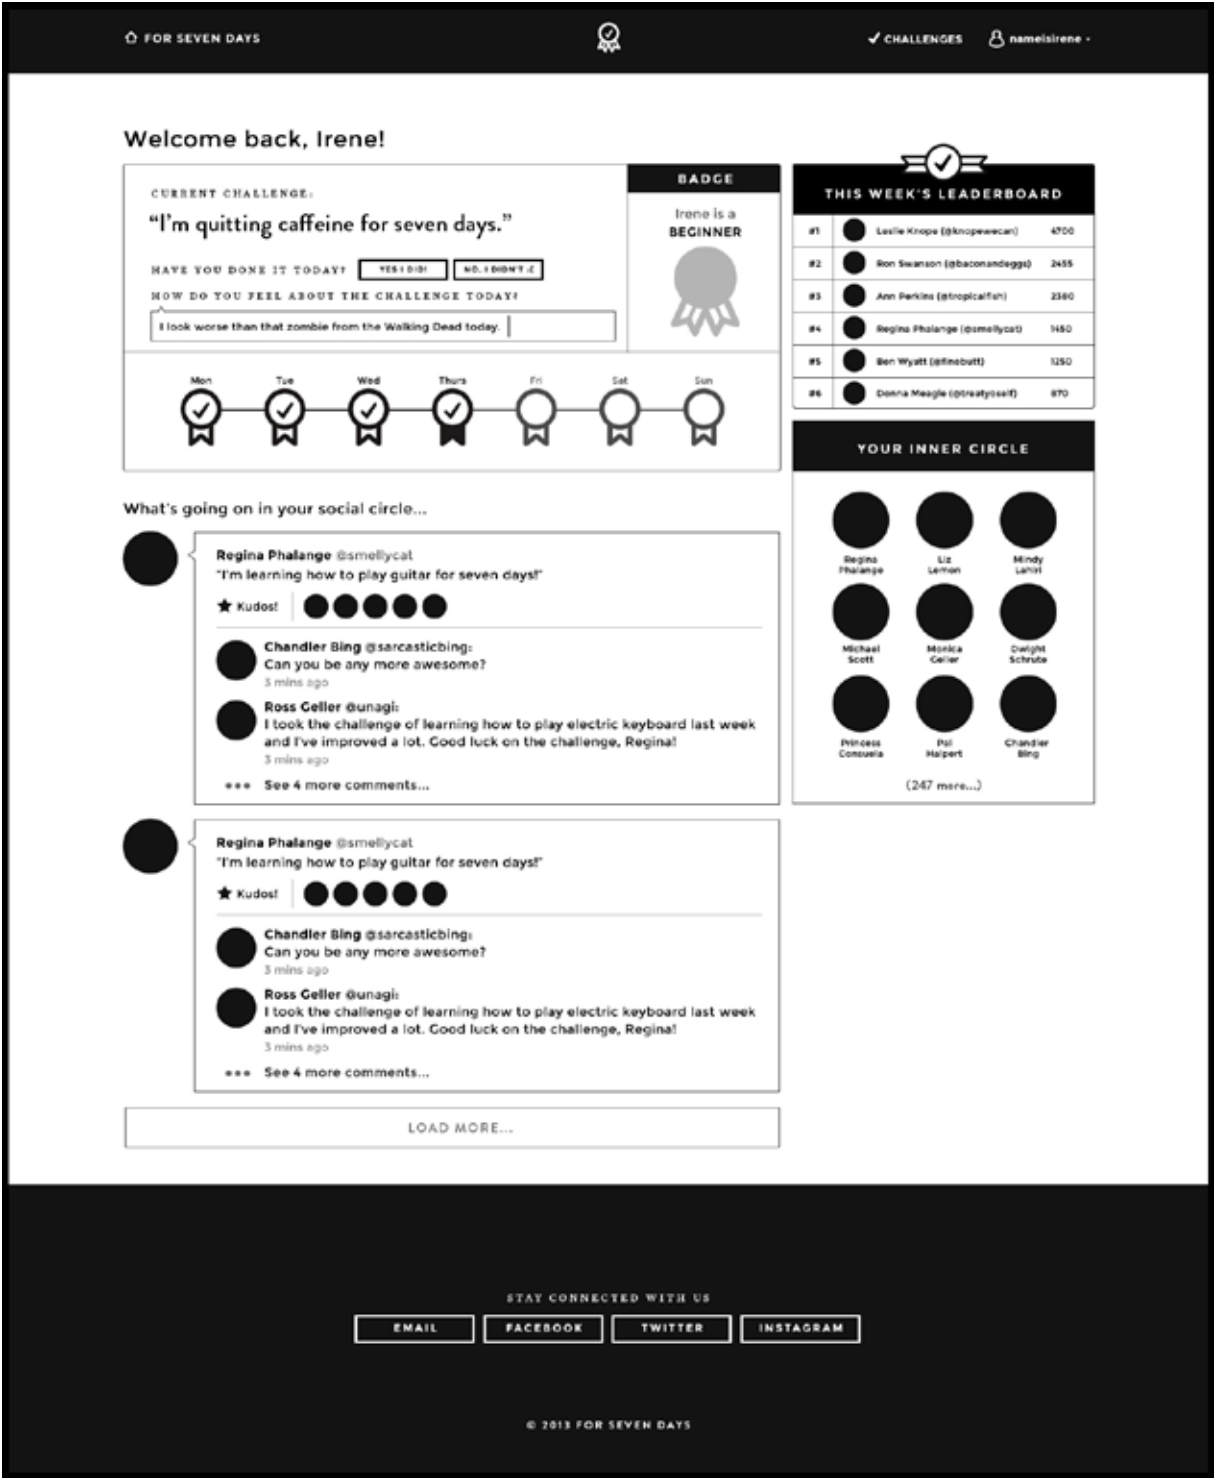 FOR SEVEN DAYS
CHALLENGES
nameisirene
Welcome back, Irene!
CURRENT CHALLENGE:
“I’m quitting caffeine for seven days.”
HAVE YOU DONE IT TODAY?
YES I DID!
NO, I DIDN'T :(
HOW DO YOU FEEL ABOUT THE CHALLENGE TODAY?
I look worse than that zombie from the Walking Dead today.
BADGE
Irene is a
BEGINNER
Mon Tue Wed Thurs Fri Sat Sun
THIS WEEK'S LEADERBOARD
#1 Leslie Knope (@knopewecan) 4700
#2 Ron Swanson (@baconandeggs) 2455
#3 Ann Perkins (@tropicalfish) 2380
#4 Regina Phalange (@smellycat) 1450
#5 Ben Wyatt (@finebutt) 1250
#6 Donna Meagle (@treatyoself) 870
YOUR INNER CIRCLE
Regina
Phalange
Liz
Lemon
Mindy
Lahiri
Michael
Scott
Monica
Geller
Dwight
Schrute
Princess
Consuela
Pal
Halpert
Chandler
Bing
(247 more...)
What's going on in your social circle...
Regina Phalange @smellycat
"I'm learning how to play guitar for seven days!"
Kudos!
Chandler Bing @sarcasticbing:
Can you be any more awesome?
3 mins ago
Ross Geller @unagi:
I took the challenge of learning how to play electric keyboard last week
and I've improved a lot. Good luck on the challenge, Regina!
3 mins ago
See 4 more comments...
Regina Phalange @smellycat
"I'm learning how to play guitar for seven days!"
Kudos!
Chandler Bing @sarcasticbing:
Can you be any more awesome?
3 mins ago
Ross Geller @unagi:
I took the challenge of learning how to play electric keyboard last week
and I've improved a lot. Good luck on the challenge, Regina!
3 mins ago
See 4 more comments...
LOAD MORE...
STAY CONNECTED WITH US
EMAIL
FACEBOOK
TWITTER
INSTAGRAM
© 2013 FOR SEVEN DAYS